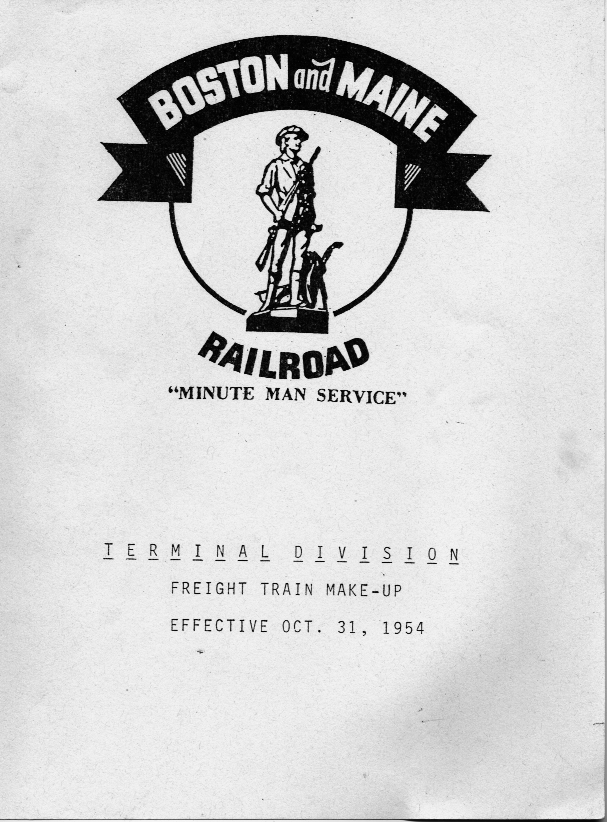 BOSTON and MAINE
RAILROAD
“MINUTE MAN SERVICE”
TERMINAL DIVISION
FREIGHT TRAIN MAKE-UP
EFFECTIVE OCT. 31, 1954